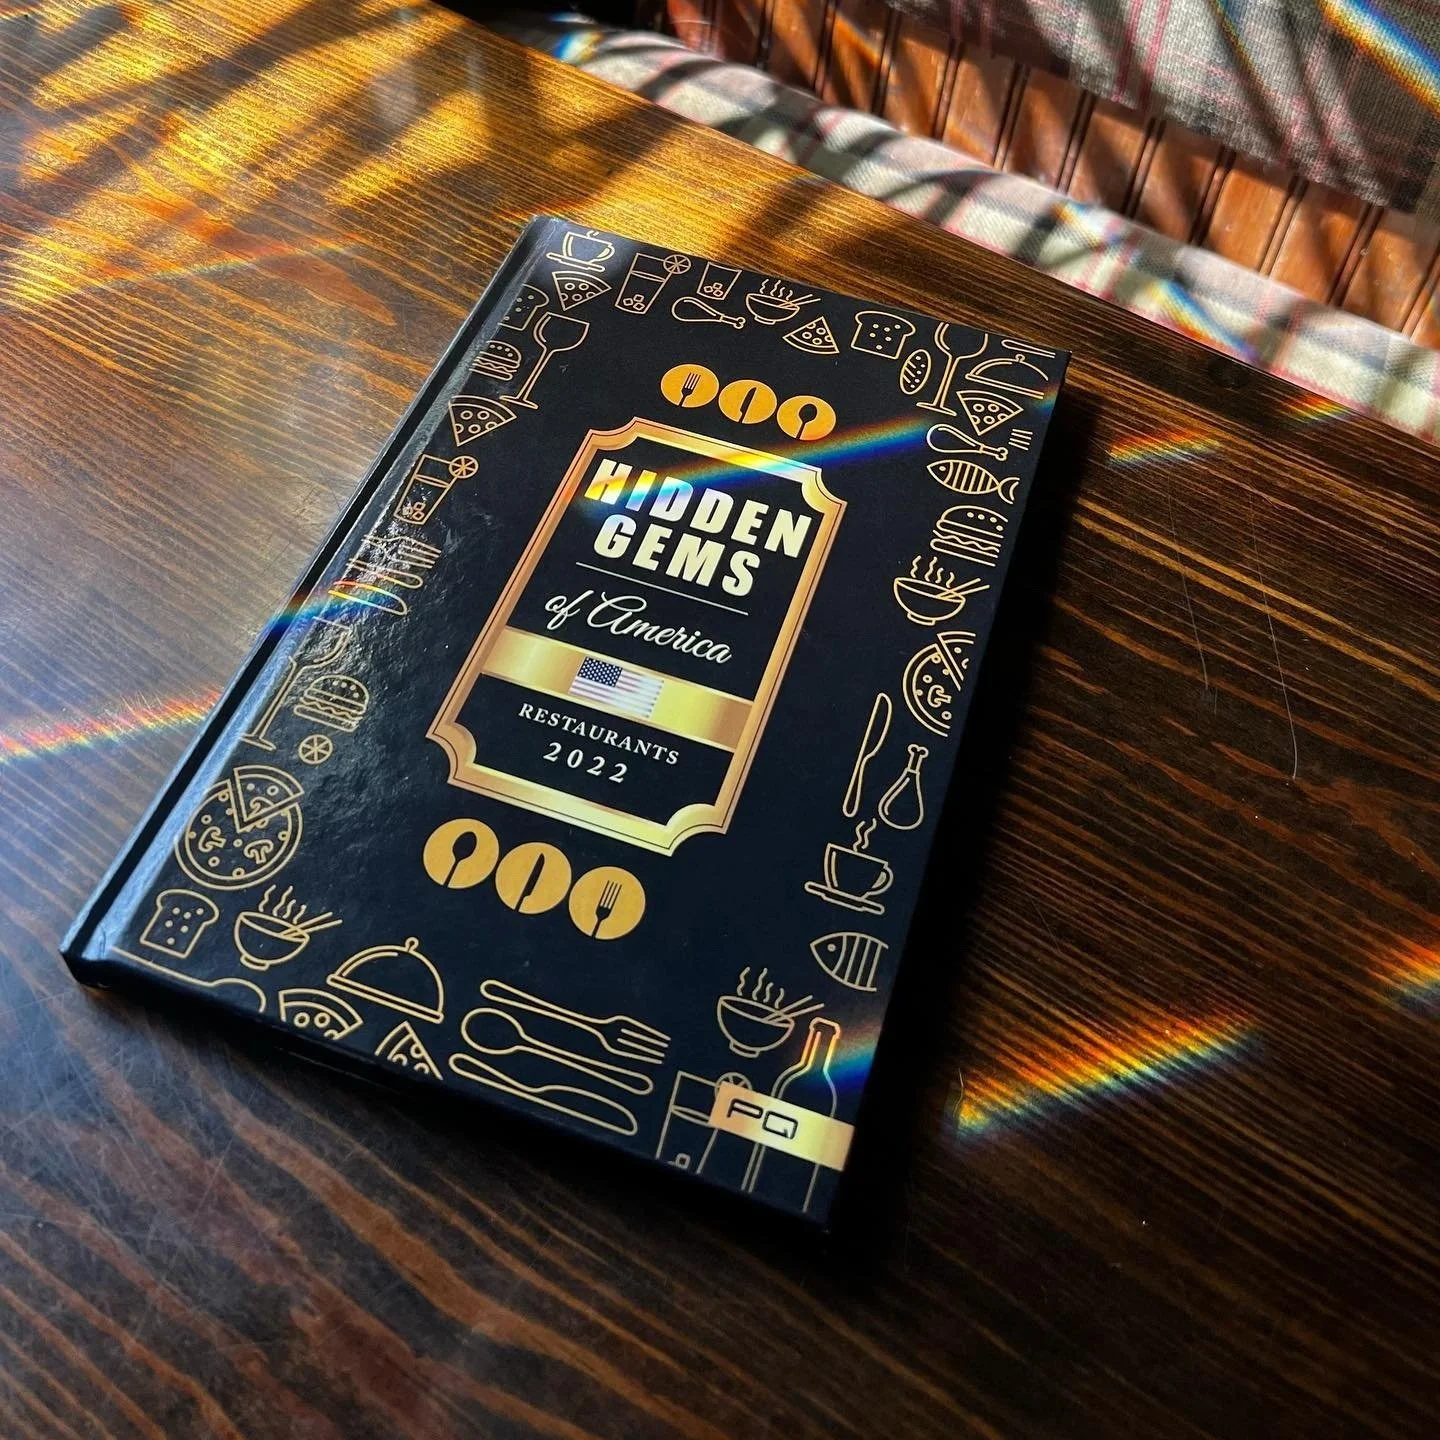 HIDDEN
GEMS
of America
RESTAURANTS
2022
PQ